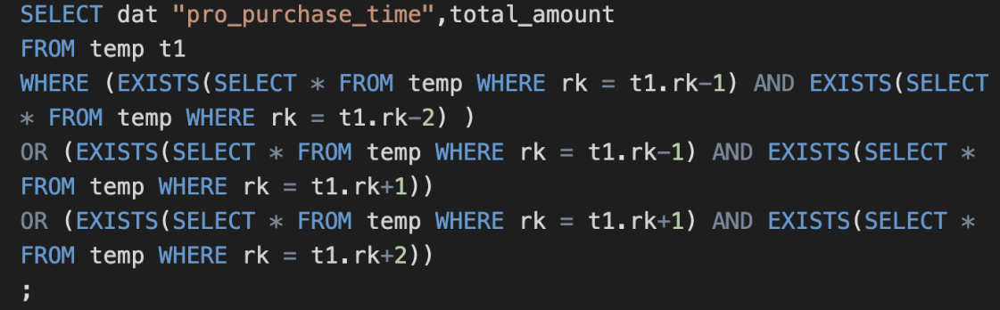 SELECT dat "pro_purchase_time",total_amount
FROM temp t1
WHERE (EXISTS(SELECT * FROM temp WHERE rk = t1.rk-1) AND EXISTS(SELECT
* FROM temp WHERE rk = t1.rk-2) )
OR (EXISTS(SELECT * FROM temp WHERE rk = t1.rk-1) AND EXISTS(SELECT *
FROM temp WHERE rk = t1.rk+1))
OR (EXISTS(SELECT * FROM temp WHERE rk = t1.rk+1) AND EXISTS(SELECT *
FROM temp WHERE rk = t1.rk+2))
;